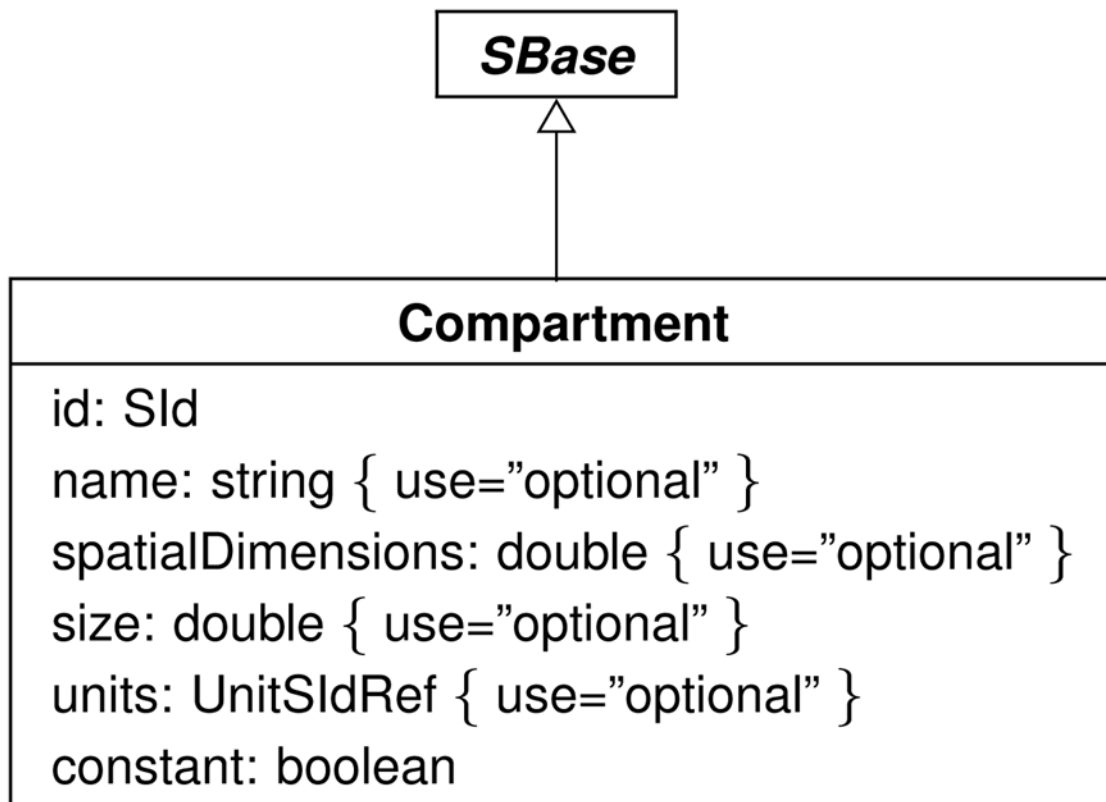 SBase
Compartment
id: SId
name: string { use=”optional” }
spatialDimensions: double { use=”optional” }
size: double { use=”optional” }
units: UnitSIdRef { use=”optional” }
constant: boolean